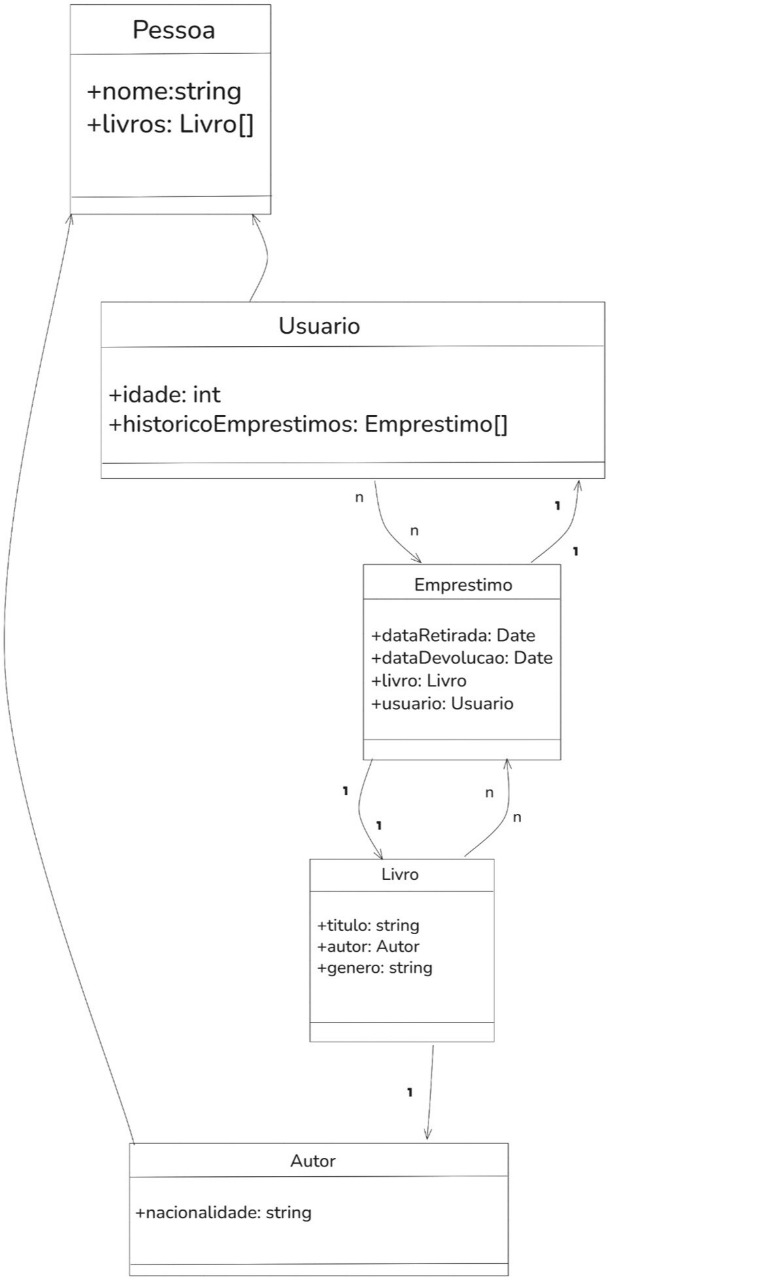 Pessoa
+nome:string
+livros: Livro[]
Usuario
+idade: int
+historicoEmprestimos: Emprestimo[]
n
1
n
1
Emprestimo
+dataRetirada: Date
+dataDevolucao: Date
+livro: Livro
+usuario: Usuario
1
n
1
n
Livro
+titulo: string
+autor: Autor
+genero: string
1
Autor
+nacionalidade: string